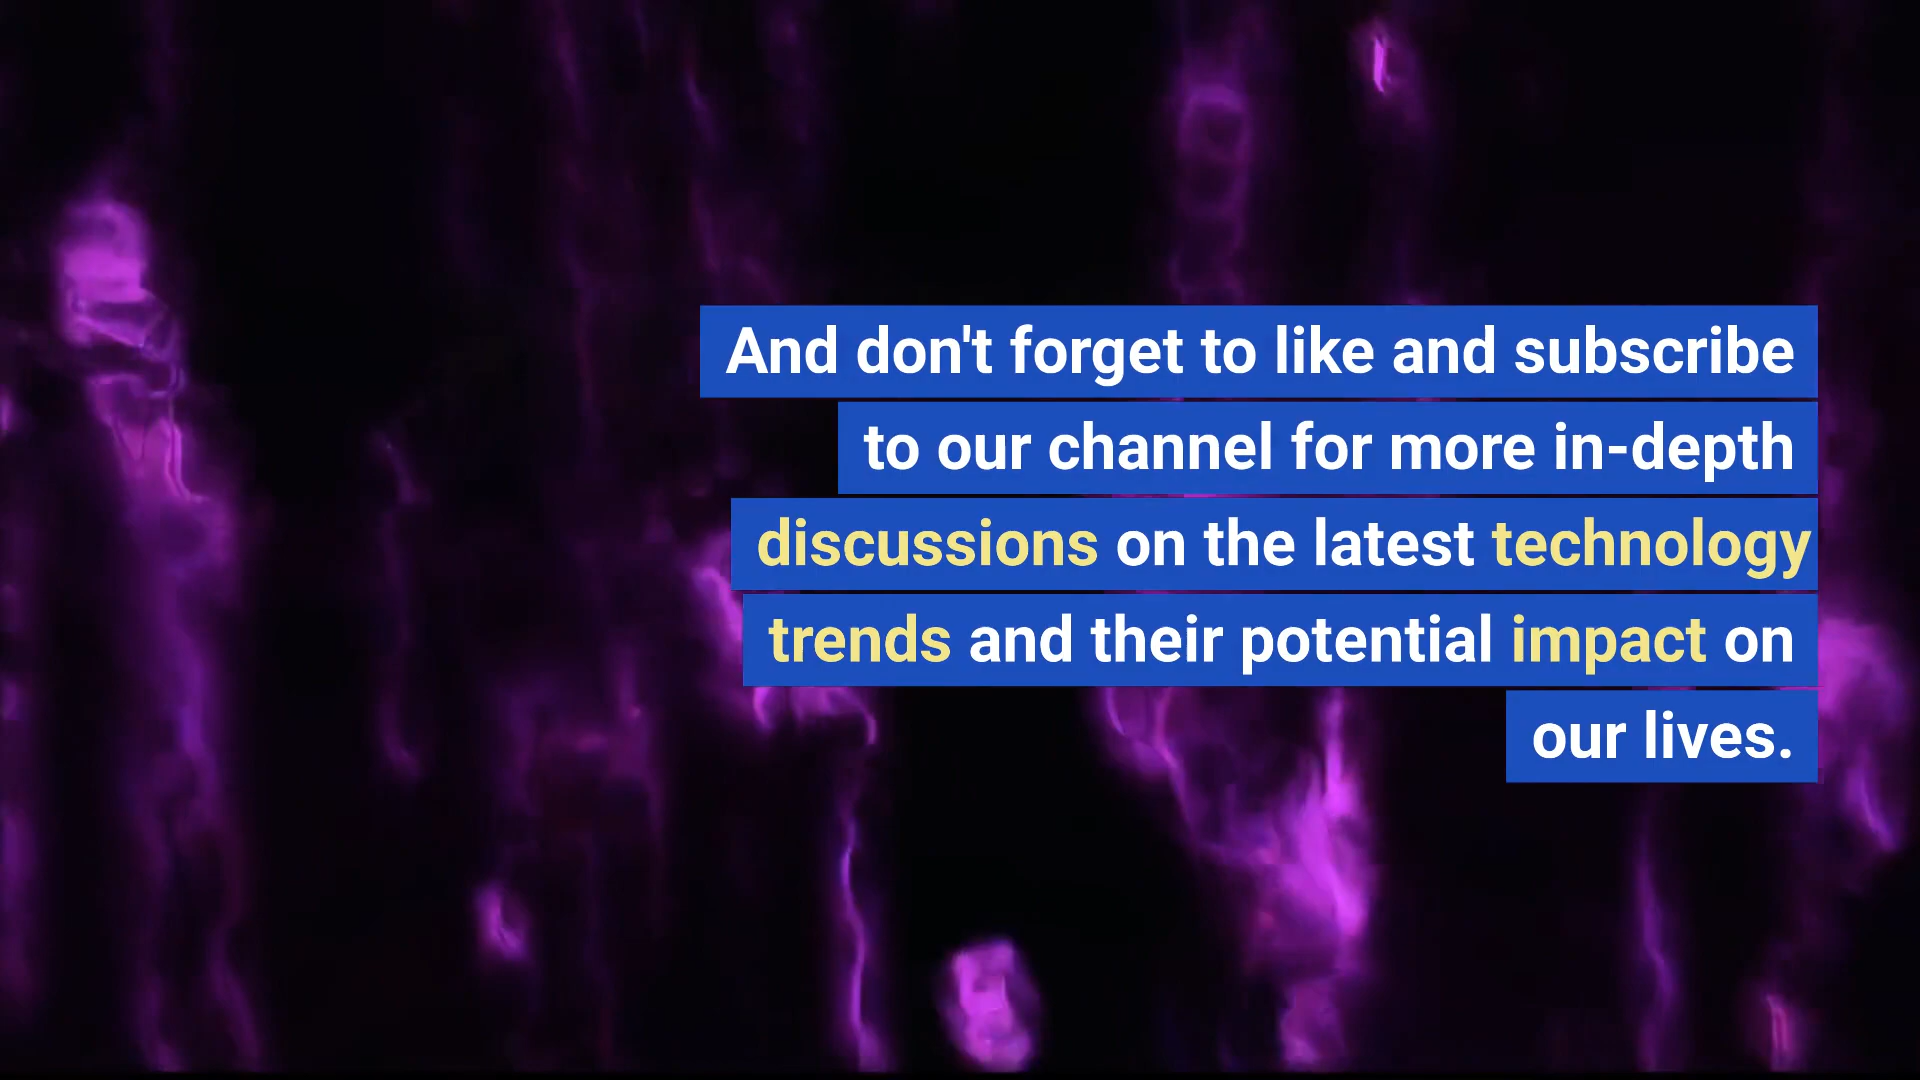 And don't forget to like and subscribe
to our channel for more in-depth
discussions on the latest technology
trends and their potential impact on
our lives.